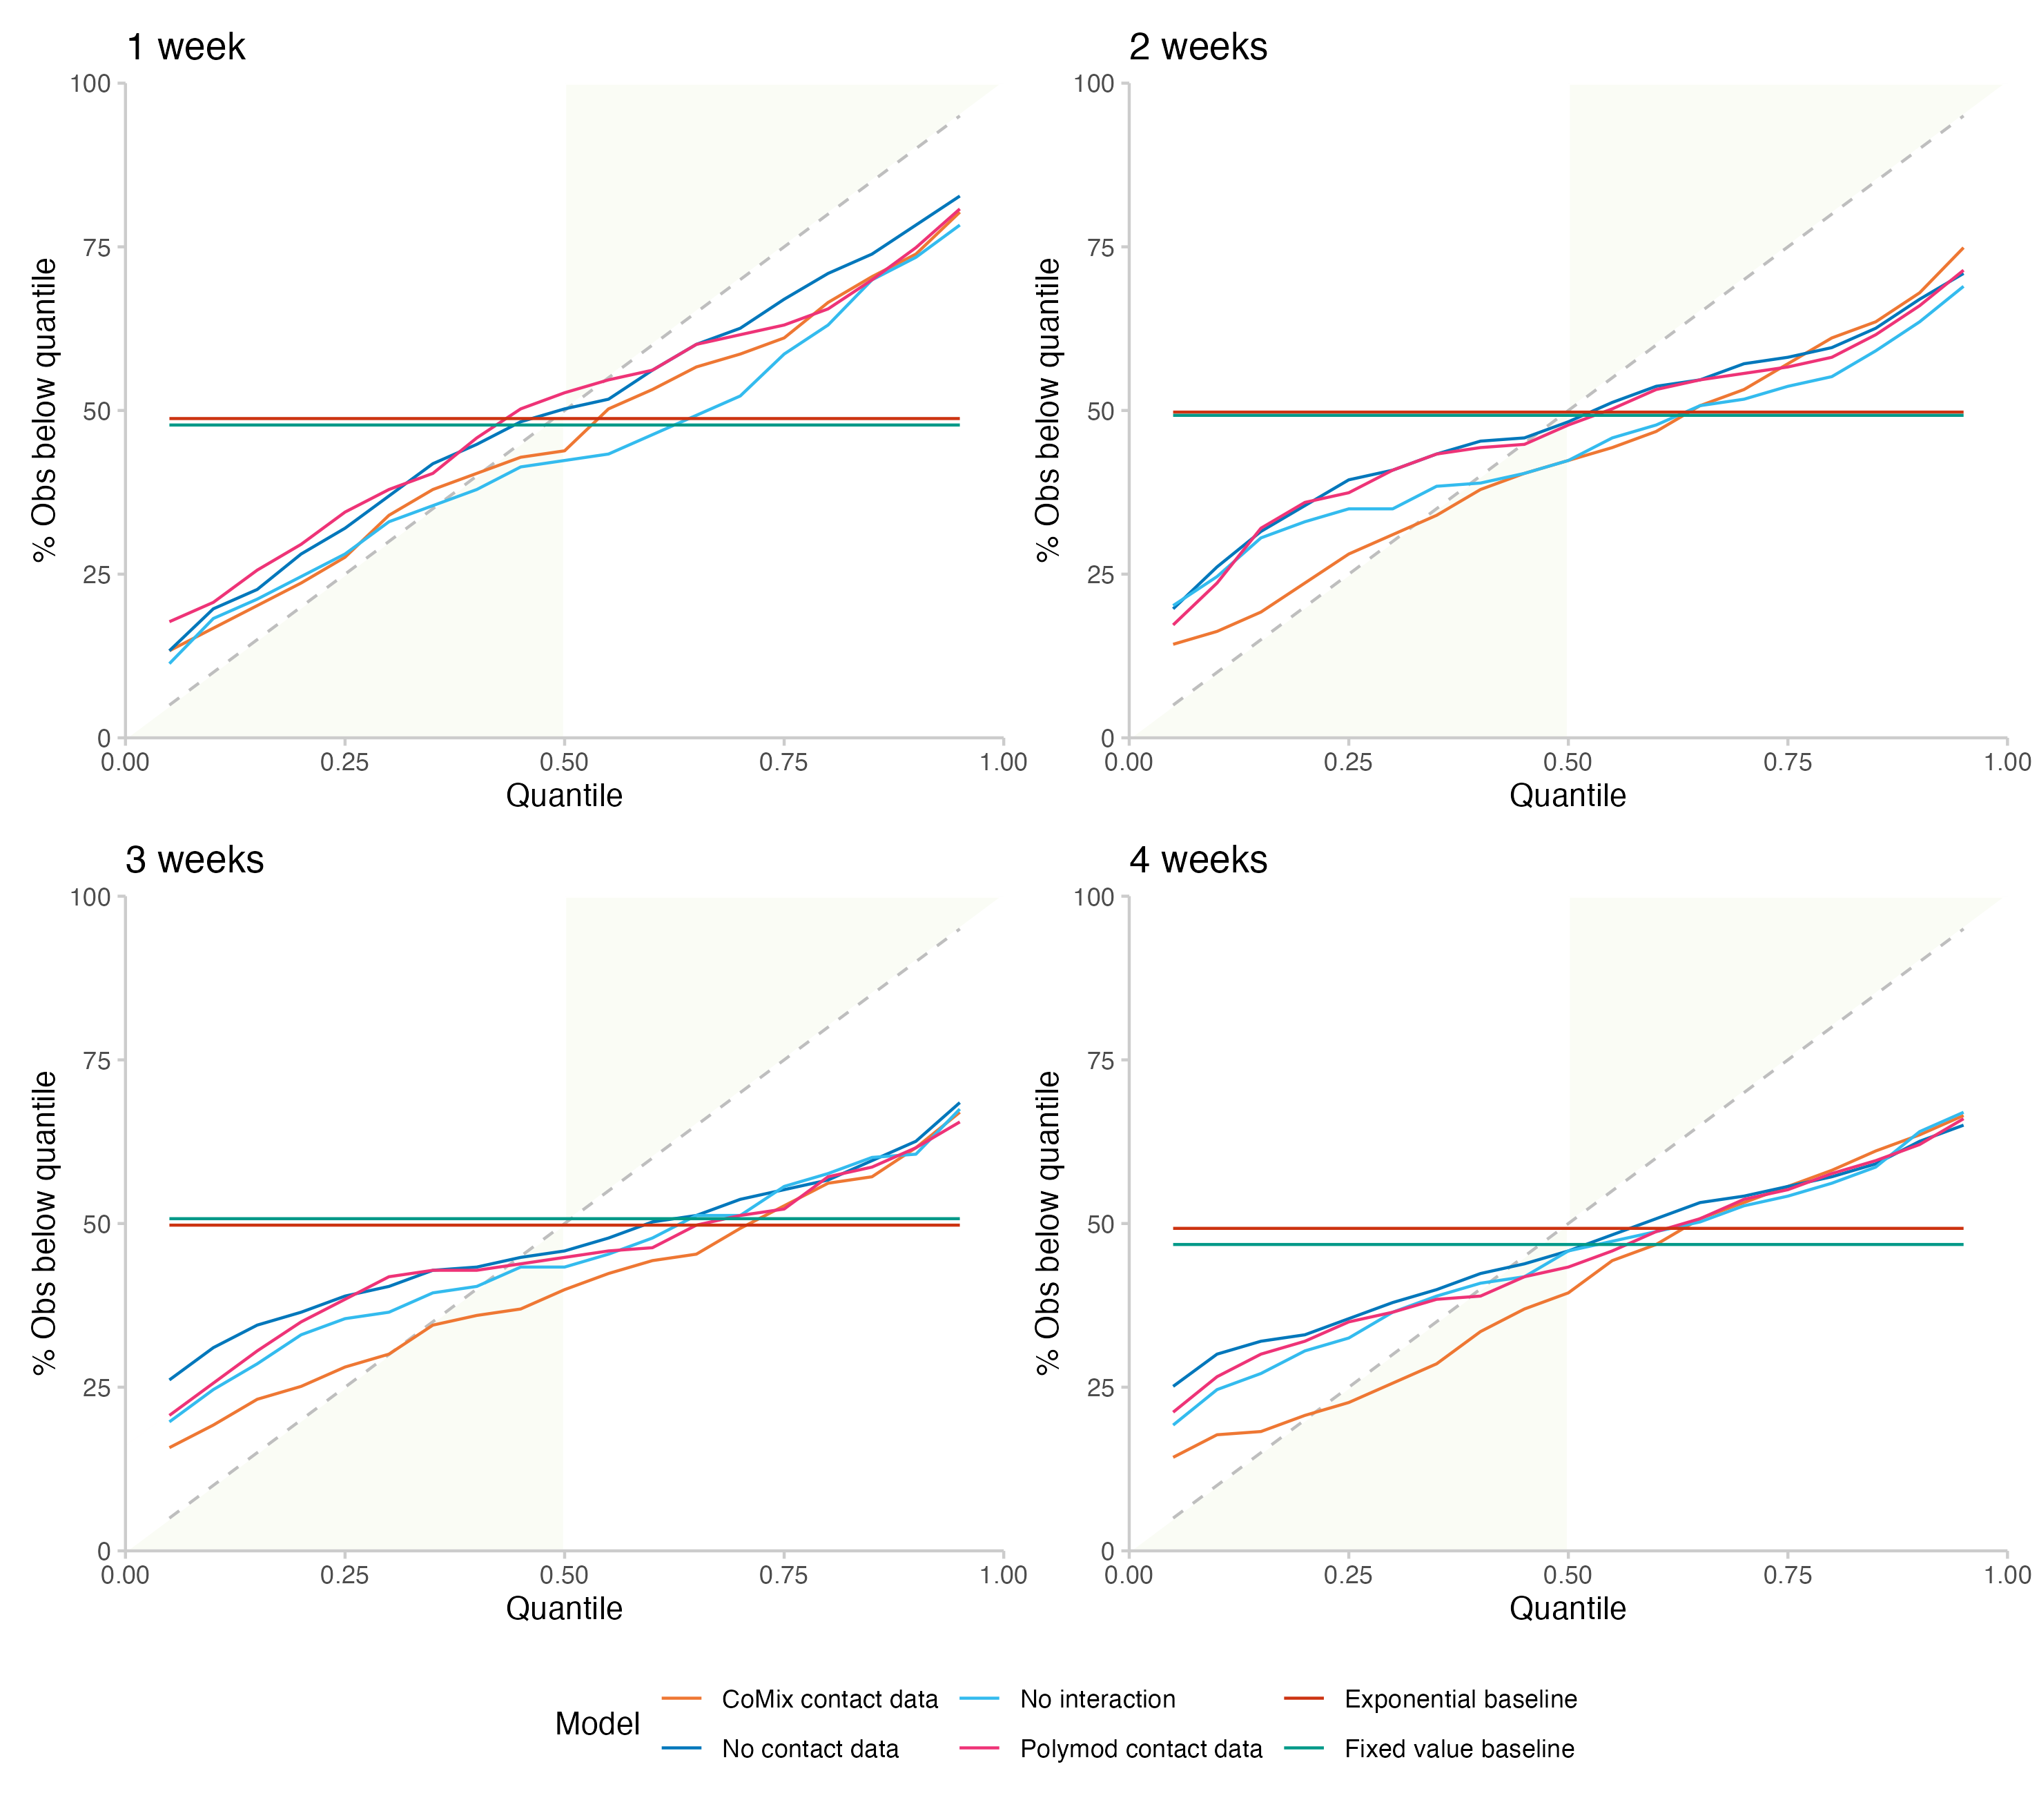 1 week
2 weeks
100
75
50
25
0
% Obs below quantile
0.00 0.25 0.50 0.75 1.00
Quantile
100
75
50
25
0
% Obs below quantile
0.00 0.25 0.50 0.75 1.00
Quantile
3 weeks
4 weeks
100
75
50
25
0
% Obs below quantile
0.00 0.25 0.50 0.75 1.00
Quantile
100
75
50
25
0
% Obs below quantile
0.00 0.25 0.50 0.75 1.00
Quantile
Model
CoMix contact data No interaction Exponential baseline
No contact data Polymod contact data Fixed value baseline